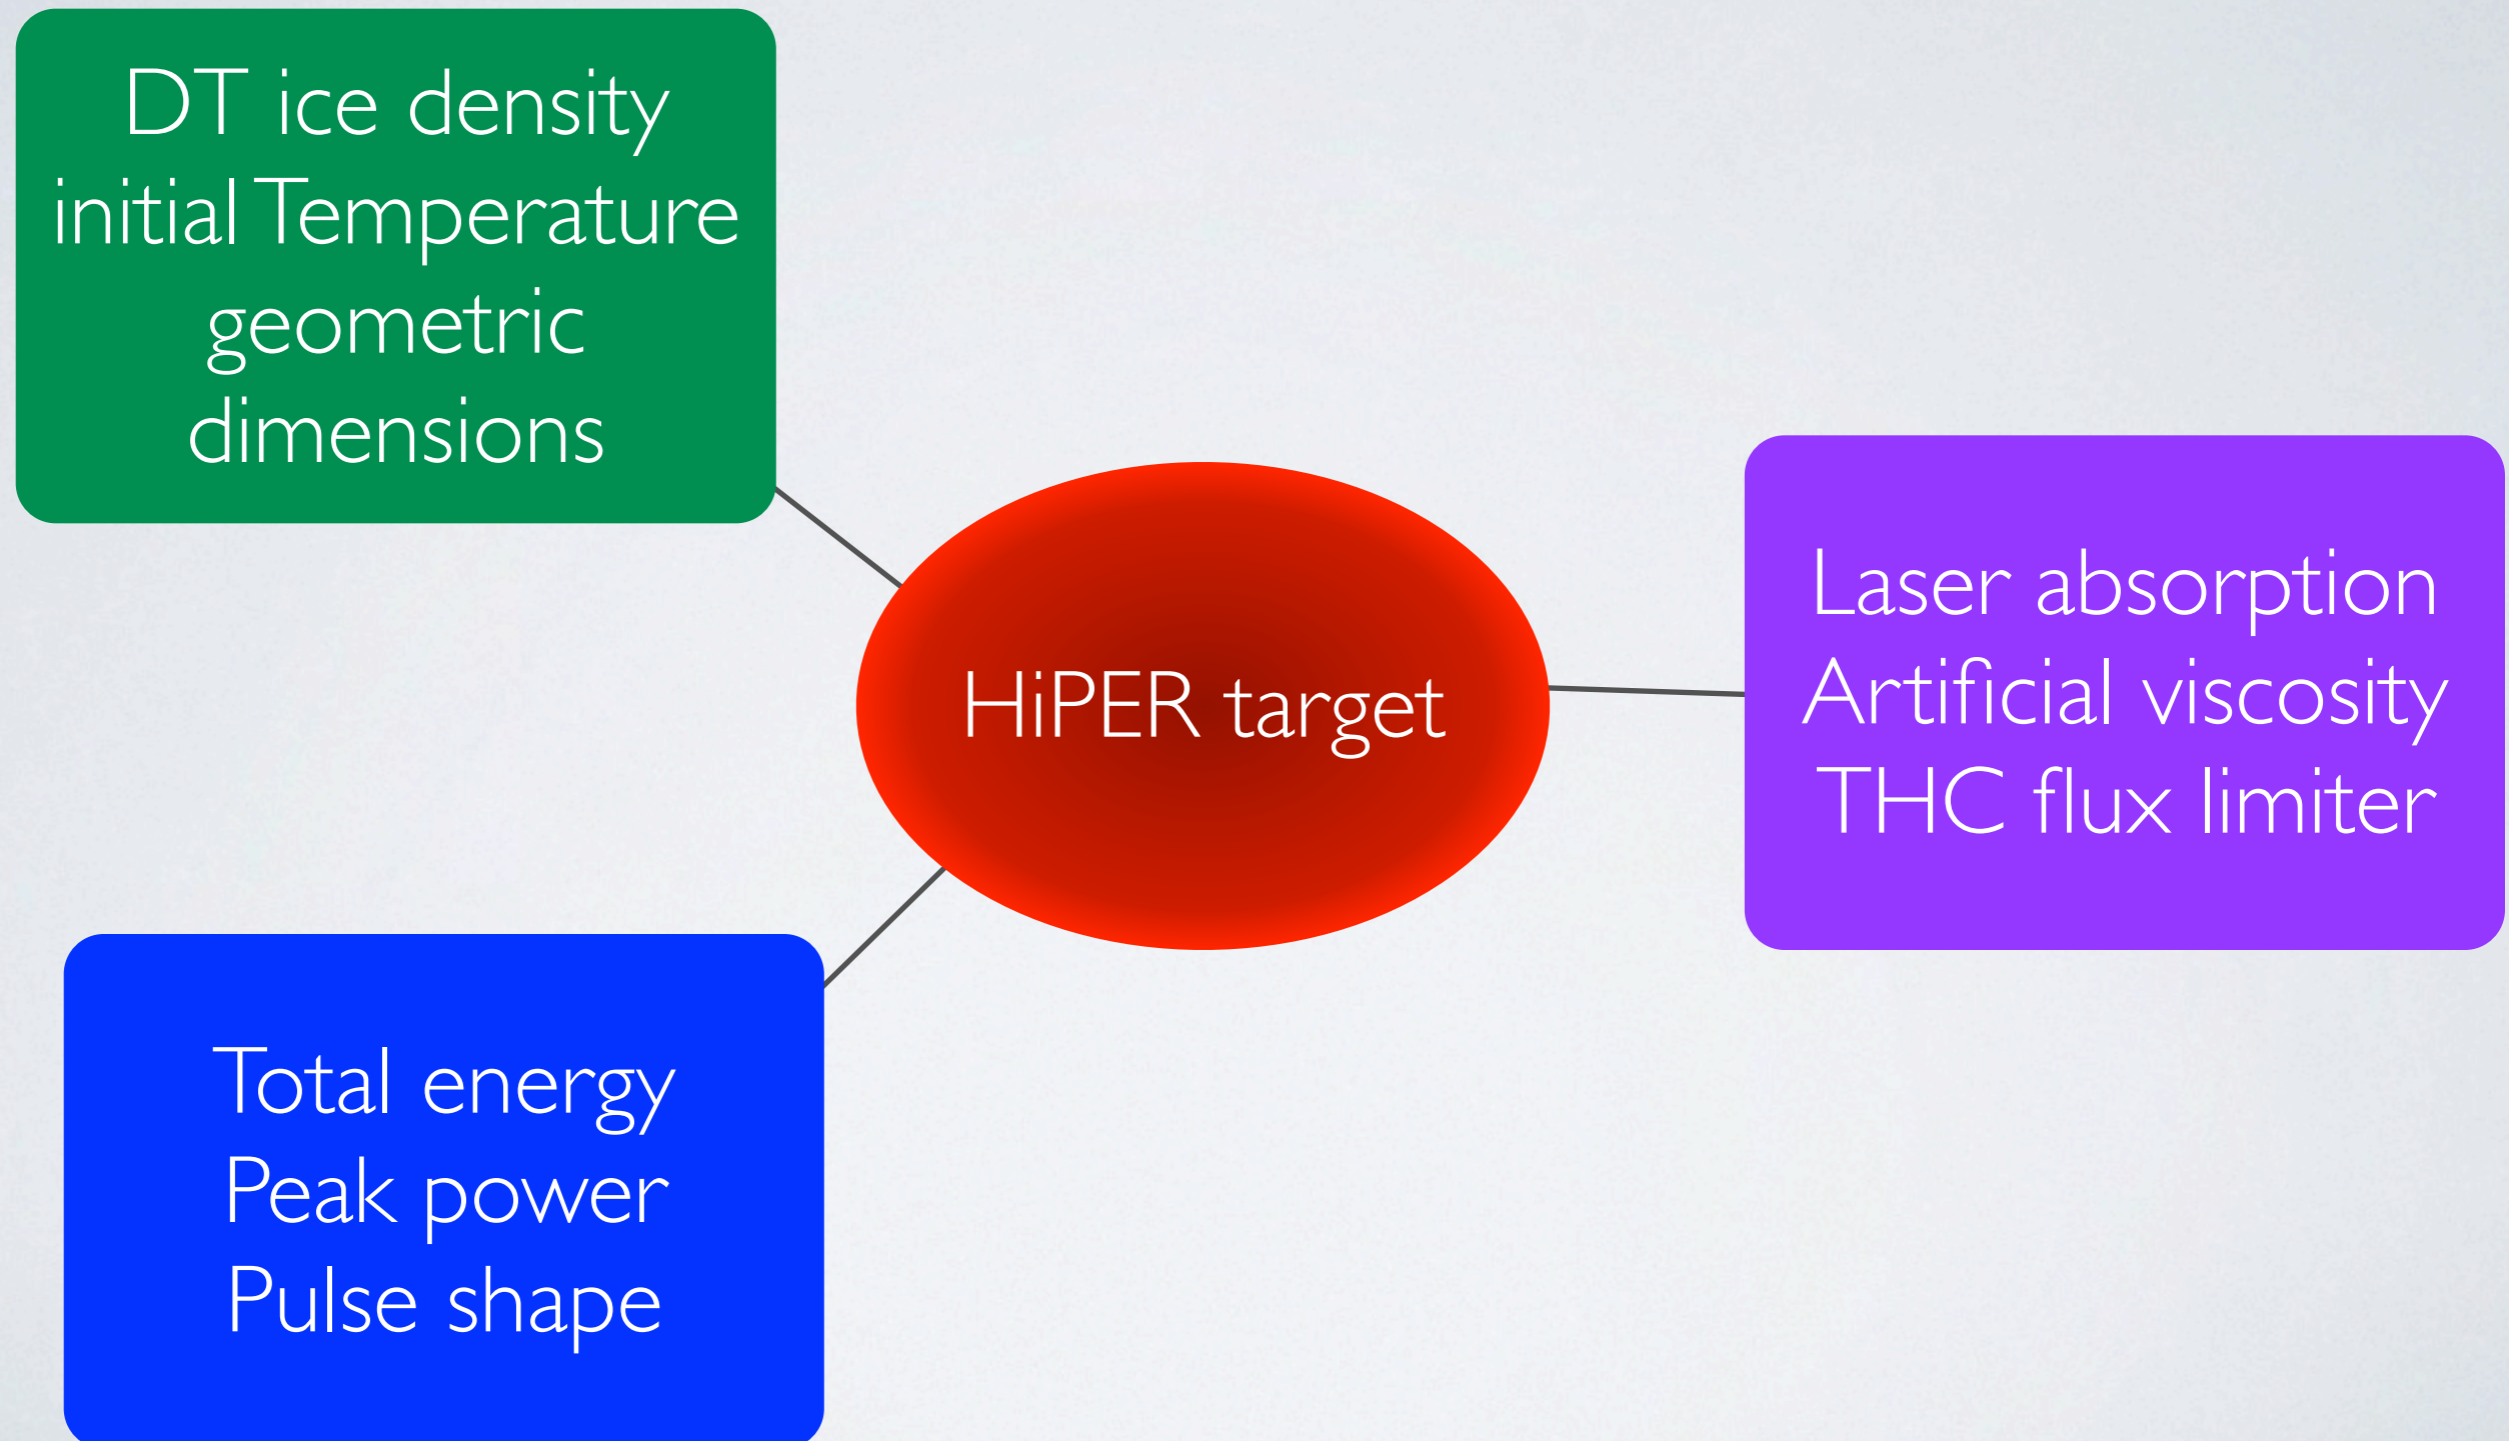 DT ice density
initial Temperature
geometric
dimensions
HiPER target
Laser absorption
Artificial viscosity
THC flux limiter
Total energy
Peak power
Pulse shape